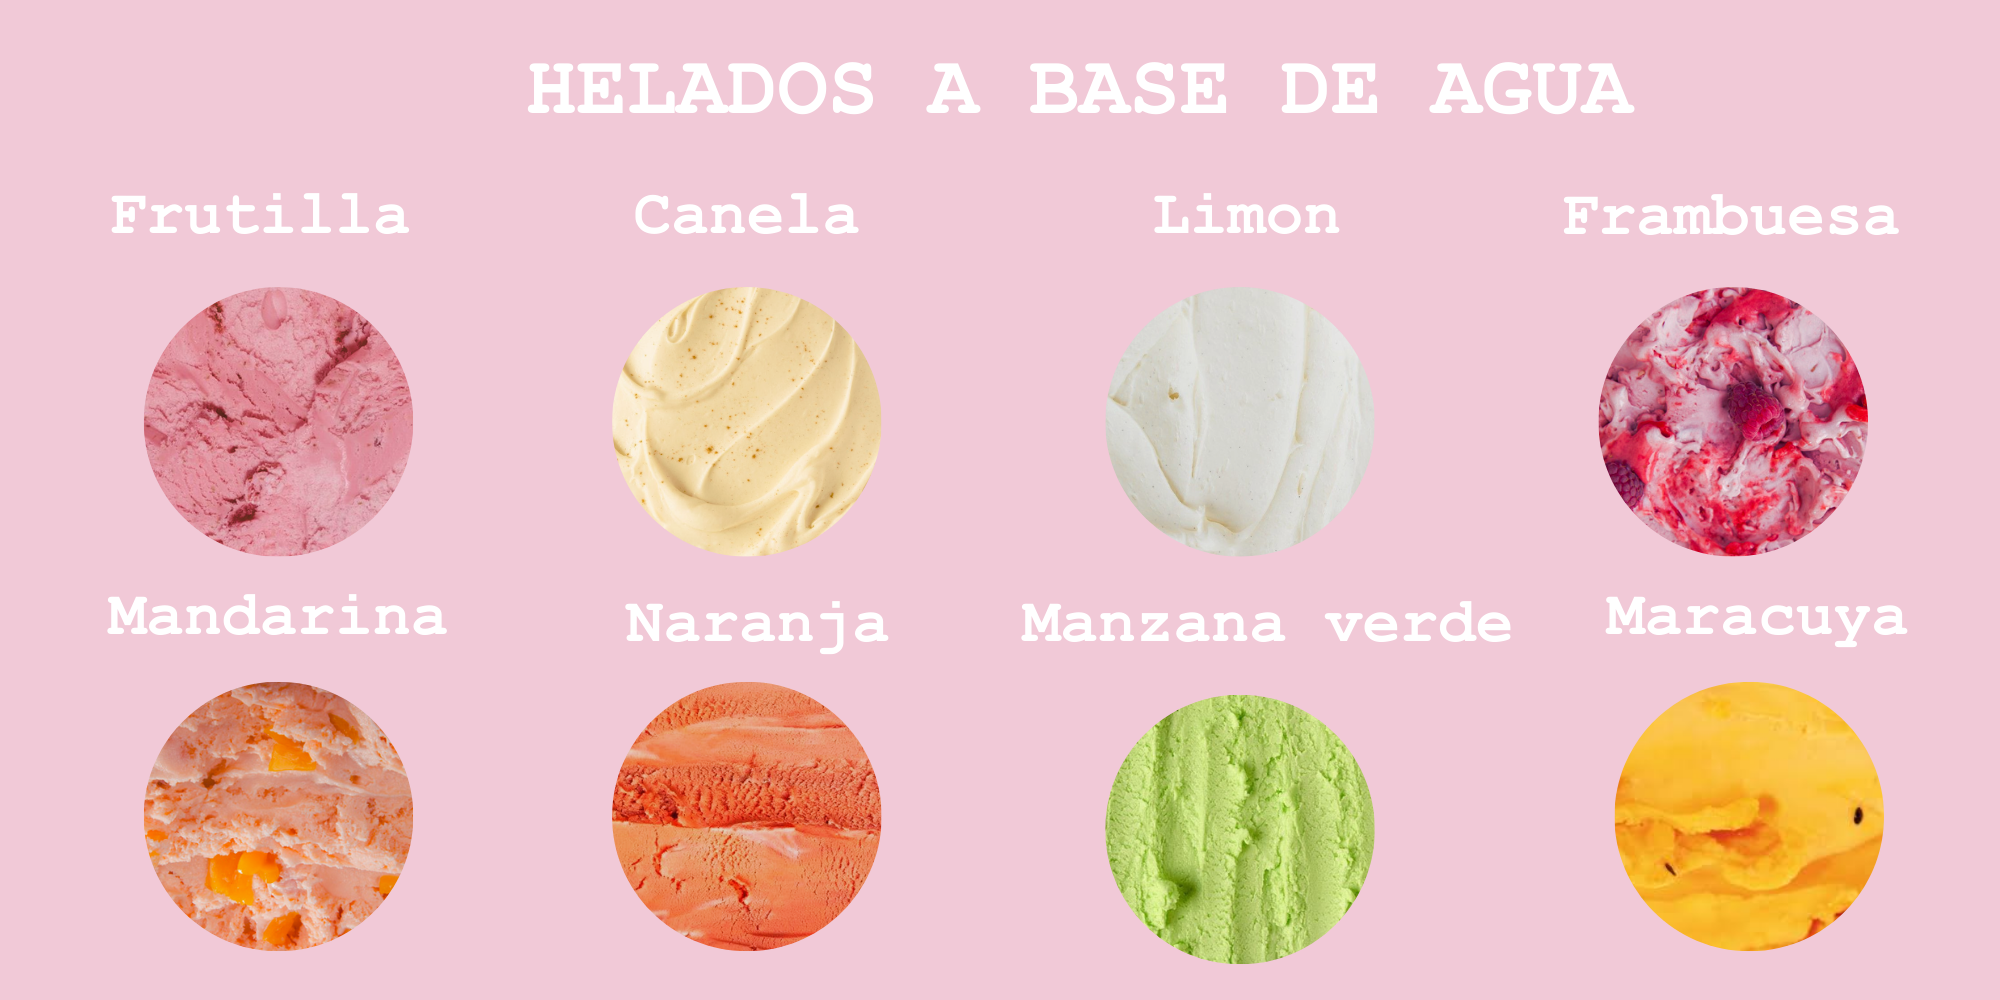 HELADOS A BASE DE AGUA
Frutilla
Canela
Limon
Frambuesa
Mandarina
Naranja
Manzana verde
Maracuya